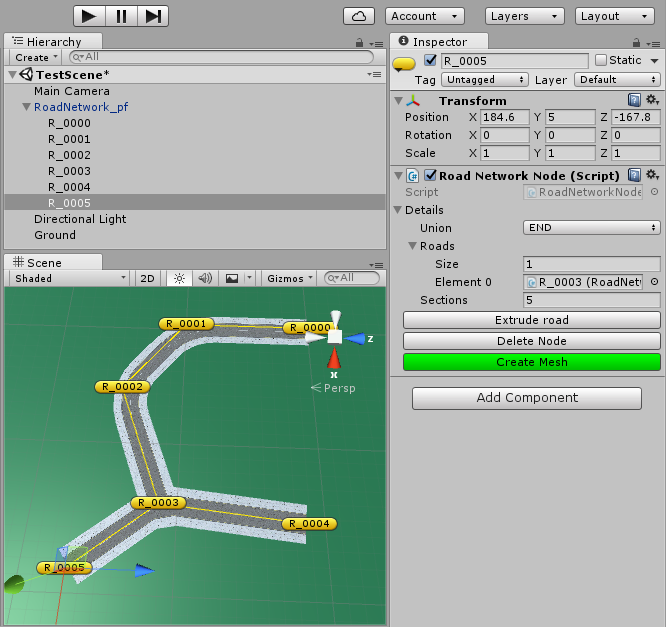 Account Layers Layout
Hierarchy
Create All
TestScene*
Main Camera
RoadNetwork_pf
R_0000
R_0001
R_0002
R_0003
R_0004
R_0005
Directional Light
Ground
Scene
Shaded 2D Gizmos All
R_0001
R_0000
z
x
Persp
R_0002
R_0003
R_0004
R_0005
Inspector
R_0005 Static
Tag Untagged Layer Default
Transform
Position X 184.6 Y 5 Z -167.8
Rotation X 0 Y 0 Z 0
Scale X 1 Y 1 Z 1
Road Network Node (Script)
Script RoadNetworkNode
Details
Union END
Roads
Size 1
Element 0 R_0003 (RoadNet
Sections 5
Extrude road
Delete Node
Create Mesh
Add Component